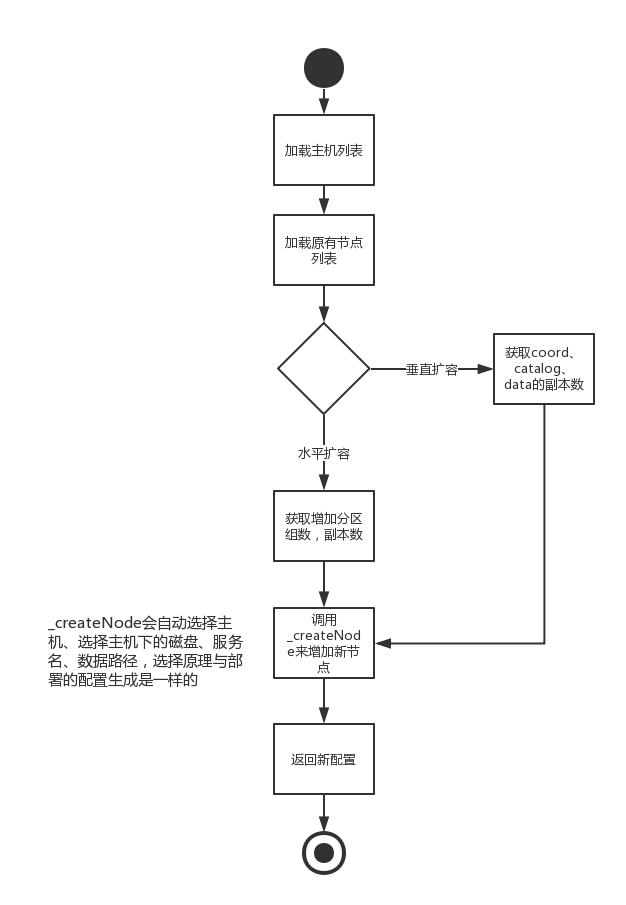 加载主机列表
加载原有节点
列表
垂直扩容
获取coord、
catalog、
data的副本数
水平扩容
获取增加分区
组数，副本数
_createNode会自动选择主
机、选择主机下的磁盘、服务
名、数据路径，选择原理与部
署的配置生成是一样的
调用
_createNod
e来增加新节
点
返回新配置